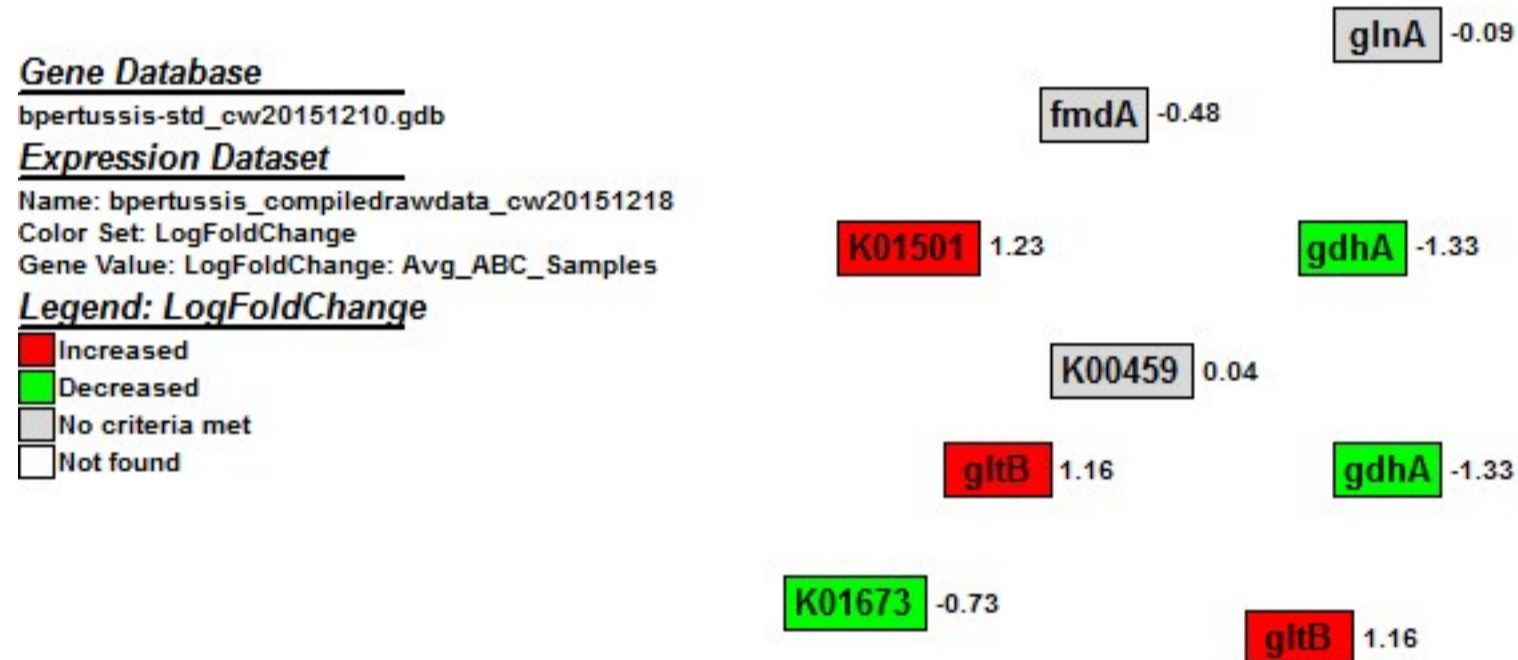 Gene Database
bpertussis-std_cw20151210.gdb
Expression Dataset
Name: bpertussis_compiledrawdata_cw20151218
Color Set: LogFoldChange
Gene Value: LogFoldChange: Avg_ABC_Samples
Legend: LogFoldChange
Increased
Decreased
No criteria met
Not found
glnA -0.09
fmdA -0.48
K01501 1.23
gdhA -1.33
K00459 0.04
gltB 1.16
gdhA -1.33
K01673 -0.73
gltB 1.16